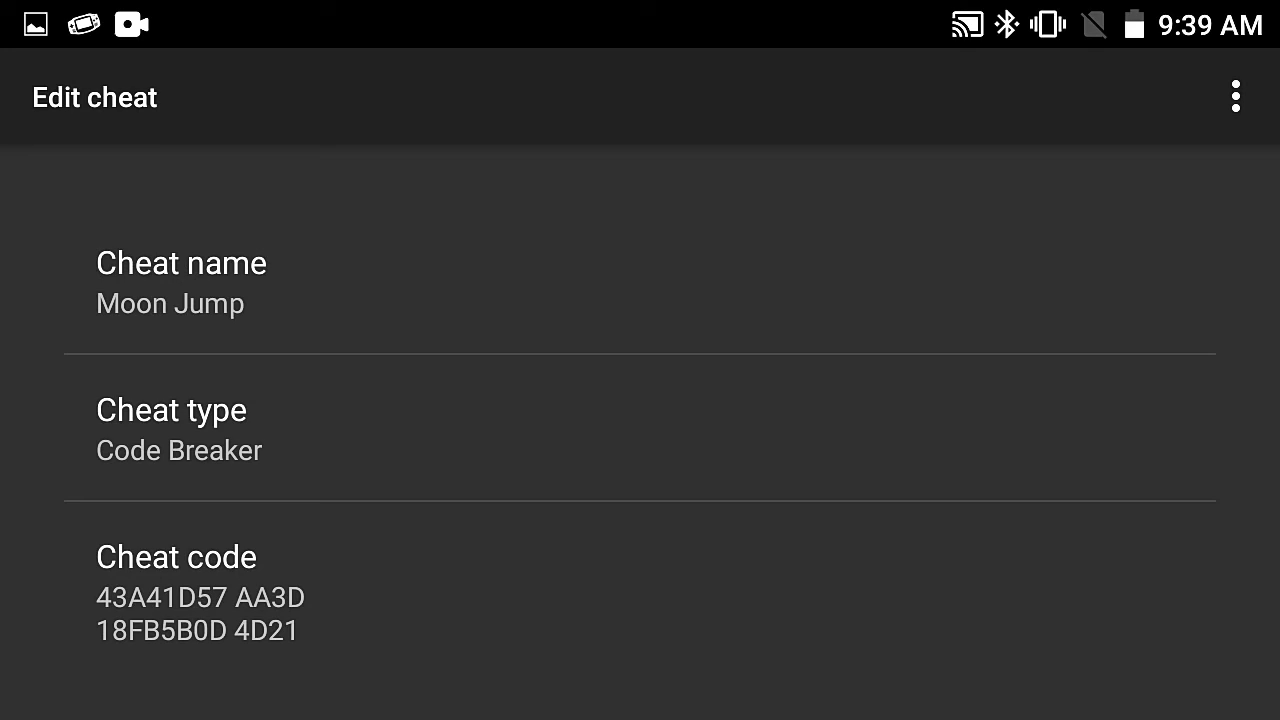 9:39 AM
Edit cheat
Cheat name
Moon Jump
Cheat type
Code Breaker
Cheat code
43A41D57 AA3D
18FB5B0D 4D21